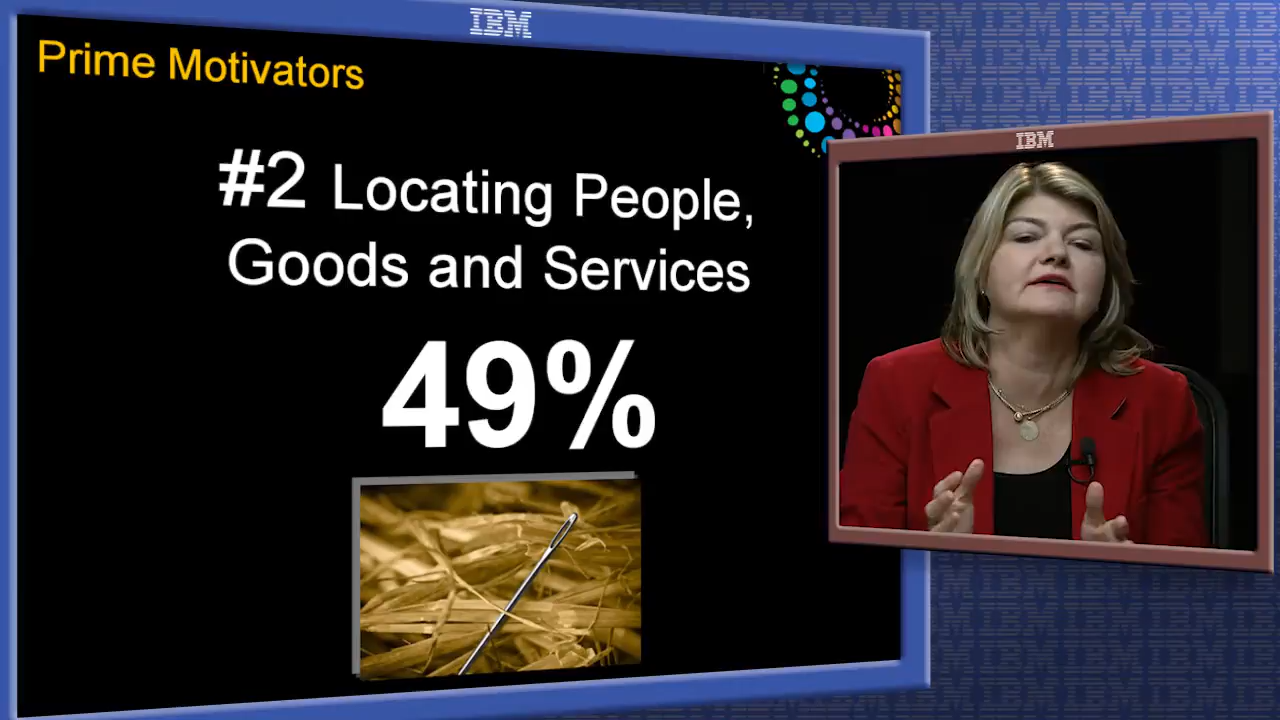 IBM
Prime Motivators
#2 Locating People,
Goods and Services
49%
IBM